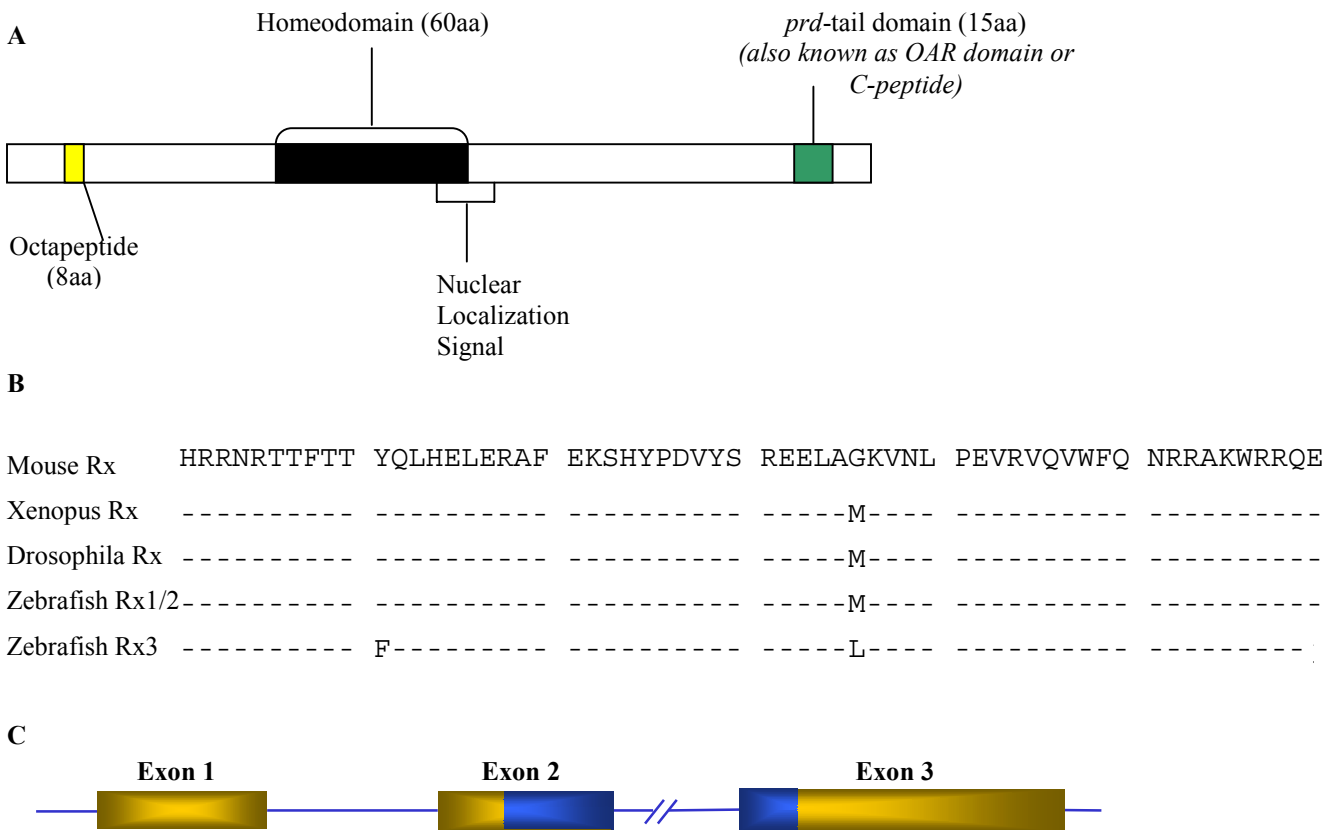 A
Homeodomain (60aa)
prd-tail domain (15aa)
(also known as OAR domain or
C-peptide)
Octapeptide
(8aa)
Nuclear
Localization
Signal
B
Mouse Rx HRRNRTTFTT YQLHELERAF EKSHYPDVYS REELAGKVNL PEVRVQVWFQ NRRAKWRRQE
Xenopus Rx ---------- ---------- ---------- -----M---- ---------- ----------
Drosophila Rx ---------- ---------- ---------- -----M---- ---------- ----------
Zebrafish Rx1/2 ---------- ---------- ---------- -----M---- ---------- ----------
Zebrafish Rx3 ---------- F--------- ---------- -----L---- ---------- ---------
C
Exon 1 Exon 2 Exon 3